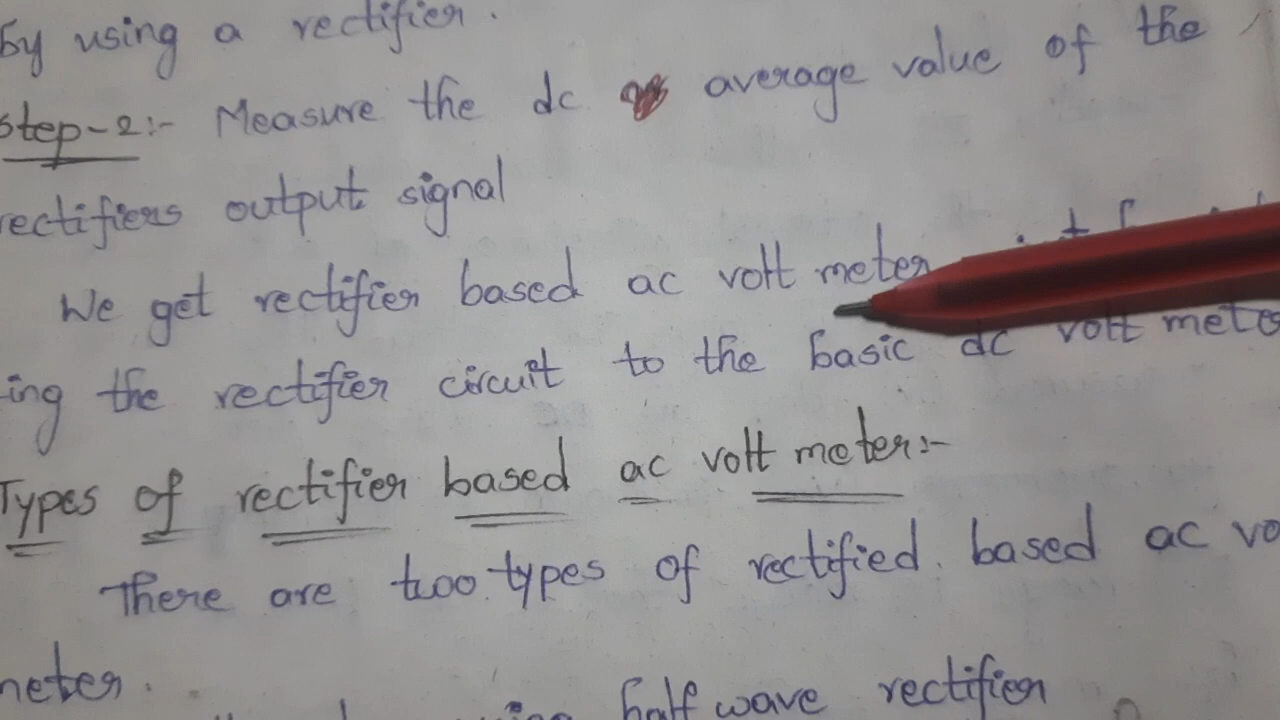 by using a rectifier.
Step-2:- Measure the dc average value of the
rectifiers output signal
We get rectifier based ac volt meter
ing the rectifier circuit to the basic dc volt mete
Types of rectifier based ac volt meter:-
There are two types of rectified. based ac vo
meter.
half wave rectifier